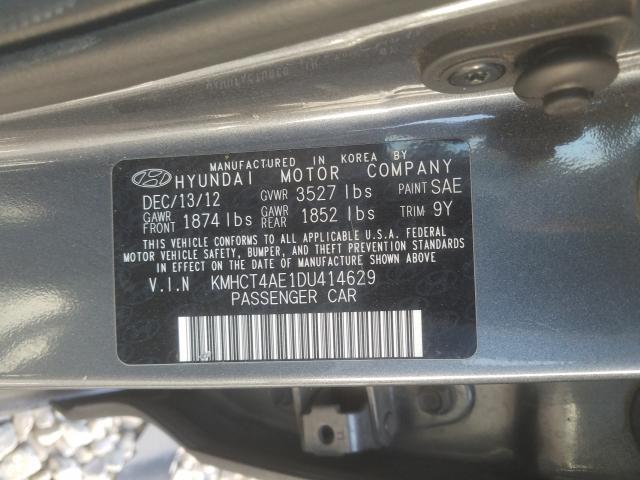 MANUFACTURED IN KOREA BY
HYUNDAI MOTOR COMPANY
DEC/13/12 GVWR 3527 lbs PAINT SAE
GAWR FRONT 1874 lbs GAWR REAR 1852 lbs TRIM 9Y
THIS VEHICLE CONFORMS TO ALL APPLICABLE U.S.A. FEDERAL
MOTOR VEHICLE SAFETY, BUMPER, AND THEFT PREVENTION STANDARDS
IN EFFECT ON THE DATE OF MANUFACTURE SHOWN ABOVE.
V.I.N KMHCT4AE1DU414629
PASSENGER CAR